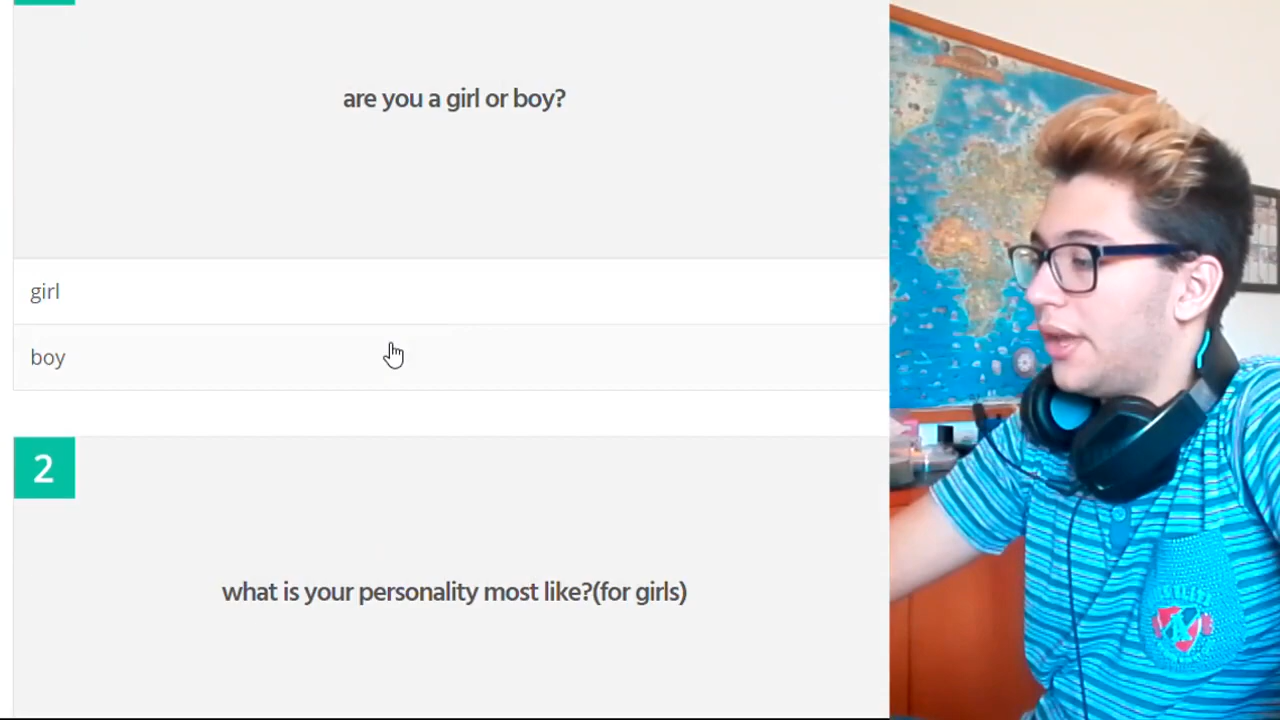 are you a girl or boy?
girl
boy
2
what is your personality most like?(for girls)